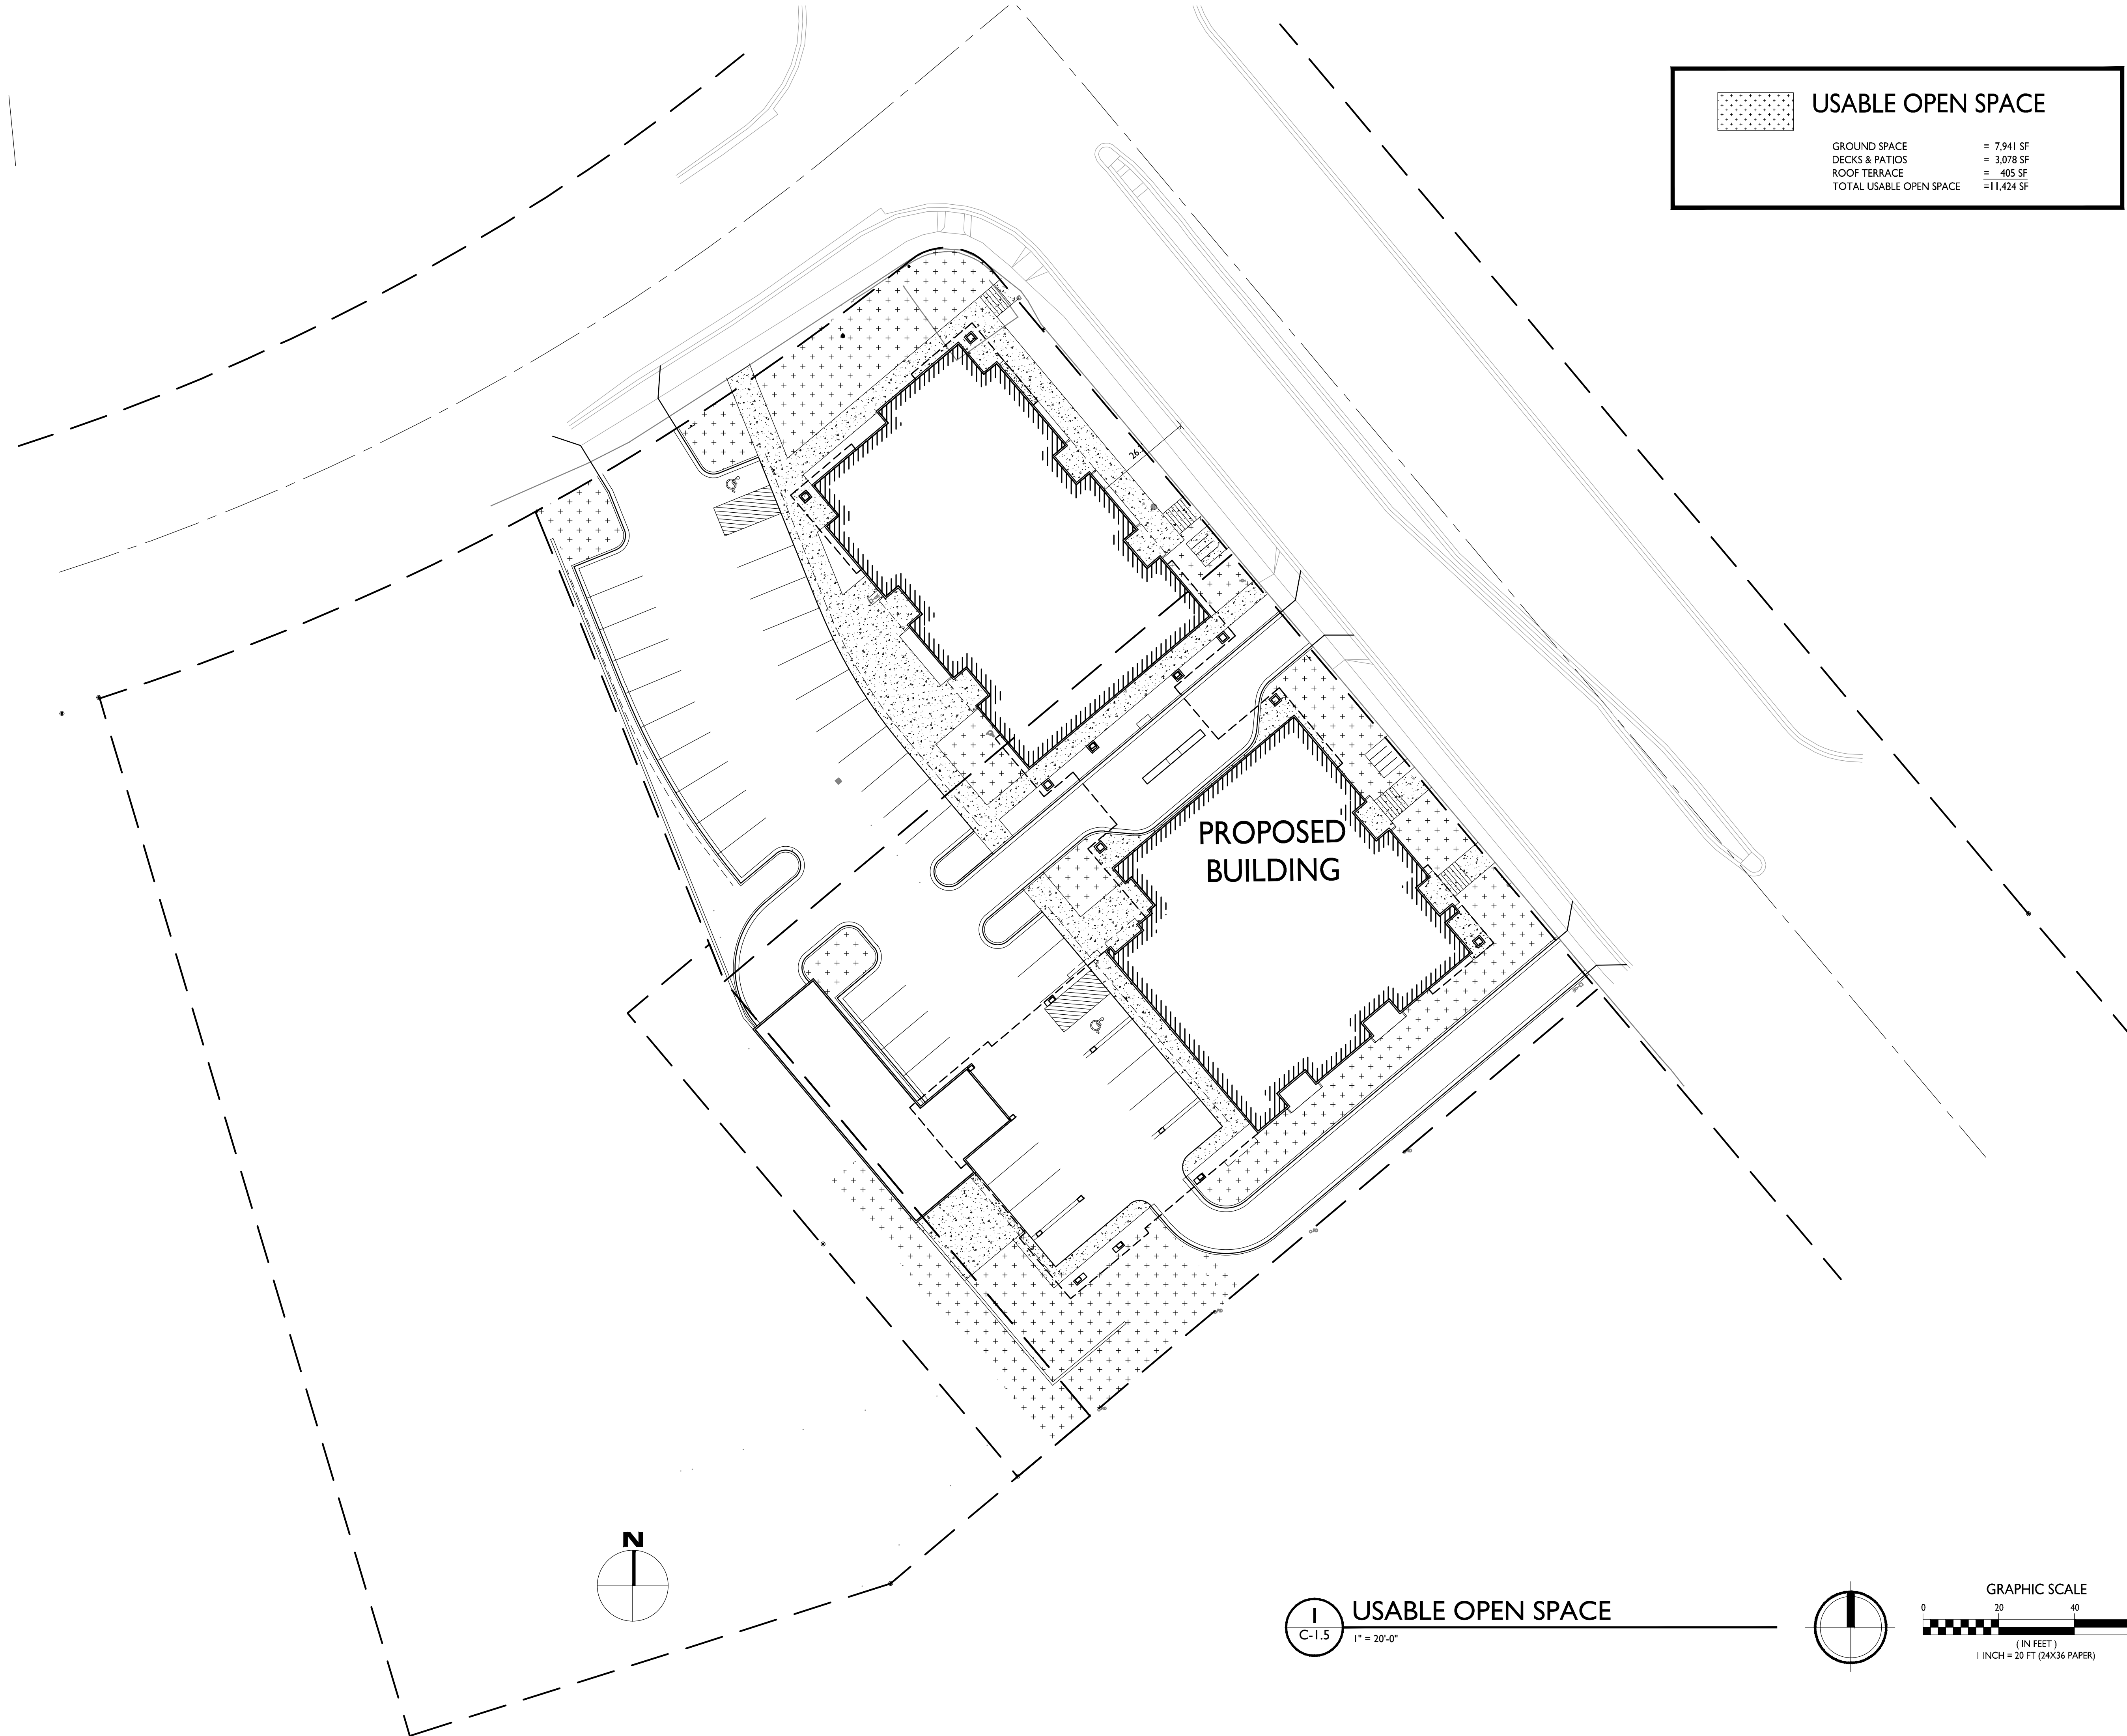 USABLE OPEN SPACE
GROUND SPACE = 7,941 SF
DECKS & PATIOS = 3,078 SF
ROOF TERRACE = 405 SF
TOTAL USABLE OPEN SPACE =11,424 SF
PROPOSED
BUILDING
N
1
C-1.5
USABLE OPEN SPACE
1" = 20'-0"
GRAPHIC SCALE
0 20 40
( IN FEET )
1 INCH = 20 FT (24X36 PAPER)